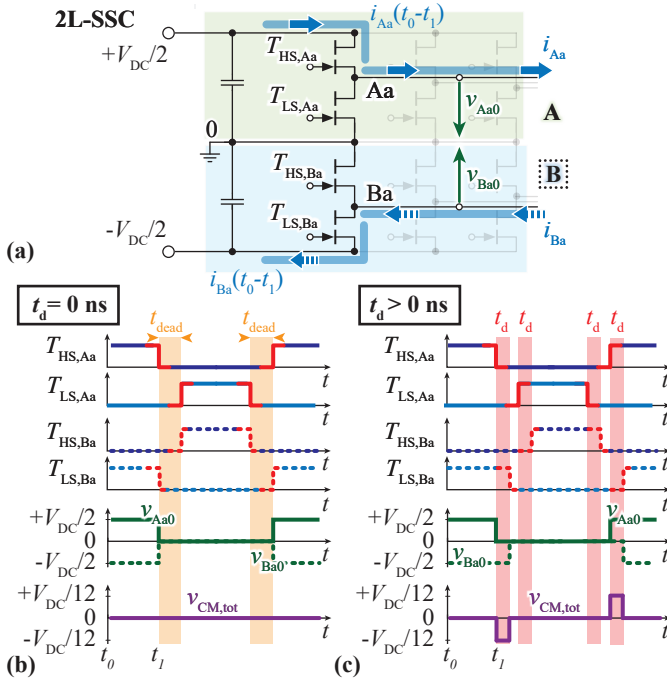 2L-SSC
i_Aa(t_0-t_1)
+V_DC/2
T_HS,Aa
i_Aa
Aa
T_LS,Aa
v_Aa0
A
0
T_HS,Ba
v_Ba0
B
Ba
T_LS,Ba
i_Ba
-V_DC/2
(a)
i_Ba(t_0-t_1)
t_d = 0 ns
t_dead
t_dead
T_HS,Aa
t
T_LS,Aa
t
T_HS,Ba
t
T_LS,Ba
t
+V_DC/2
v_Aa0
0
t
-V_DC/2
v_Ba0
+V_DC/12
v_CM,tot
0
t
-V_DC/12
(b)
t_0
t_1
t_d > 0 ns
t_d
t_d
t_d
t_d
T_HS,Aa
t
T_LS,Aa
t
T_HS,Ba
t
T_LS,Ba
t
+V_DC/2
v_Aa0
0
t
v_Ba0
-V_DC/2
+V_DC/12
v_CM,tot
0
t
-V_DC/12
(c)
t_0
t_1